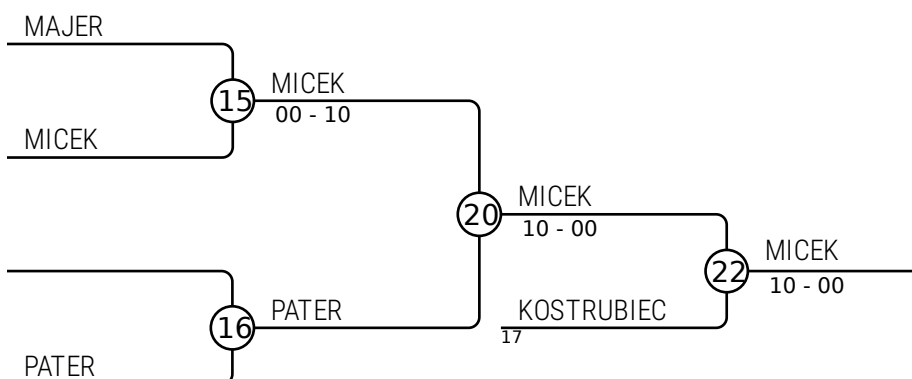 MAJER
15
MICEK
00 - 10
MICEK
20
MICEK
10 - 00
22
MICEK
10 - 00
16
PATER
KOSTRUBIEC
17
PATER